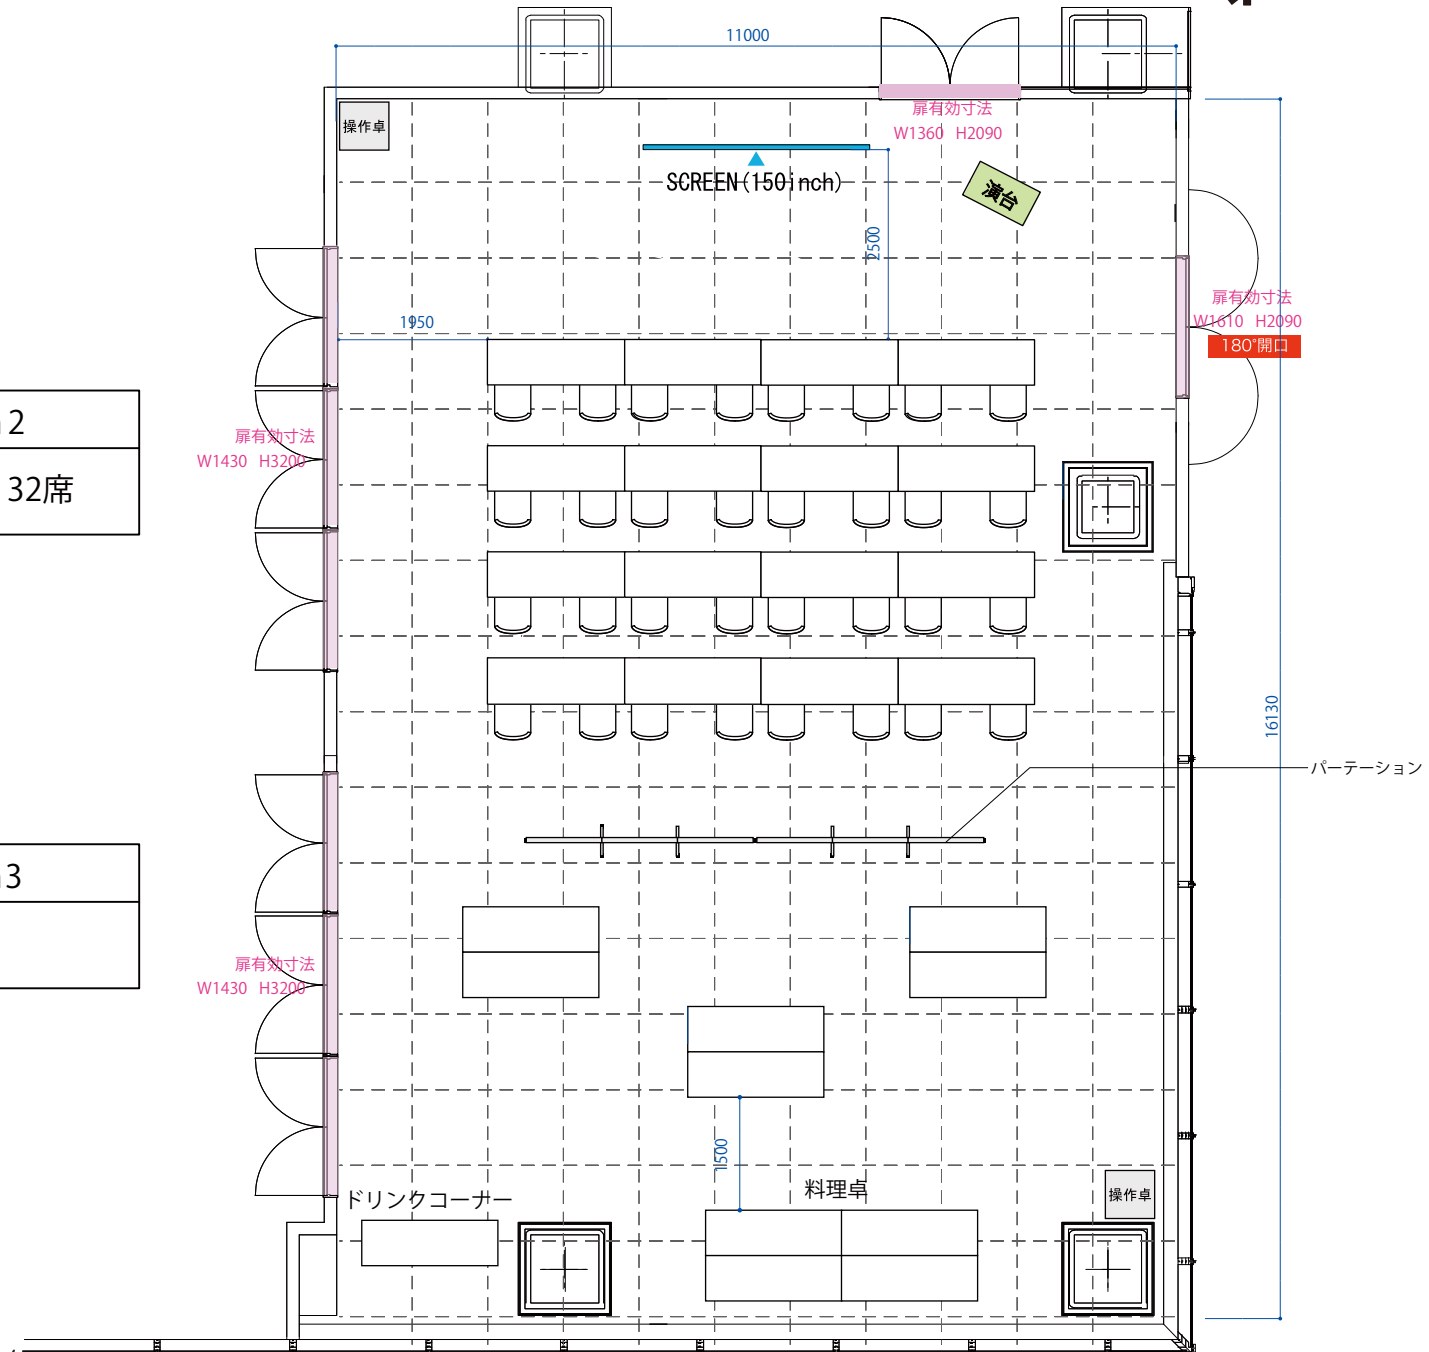 11000
操作卓
扉有効寸法
W1360 H2090
SCREEN(150inch)
演台
2500
扉有効寸法
W1610 H2090
180°開口
1950
2
32席
扉有効寸法
W1430 H3200
16130
パーテーション
3
扉有効寸法
W1430 H3200
1500
ドリンクコーナー
料理卓
操作卓